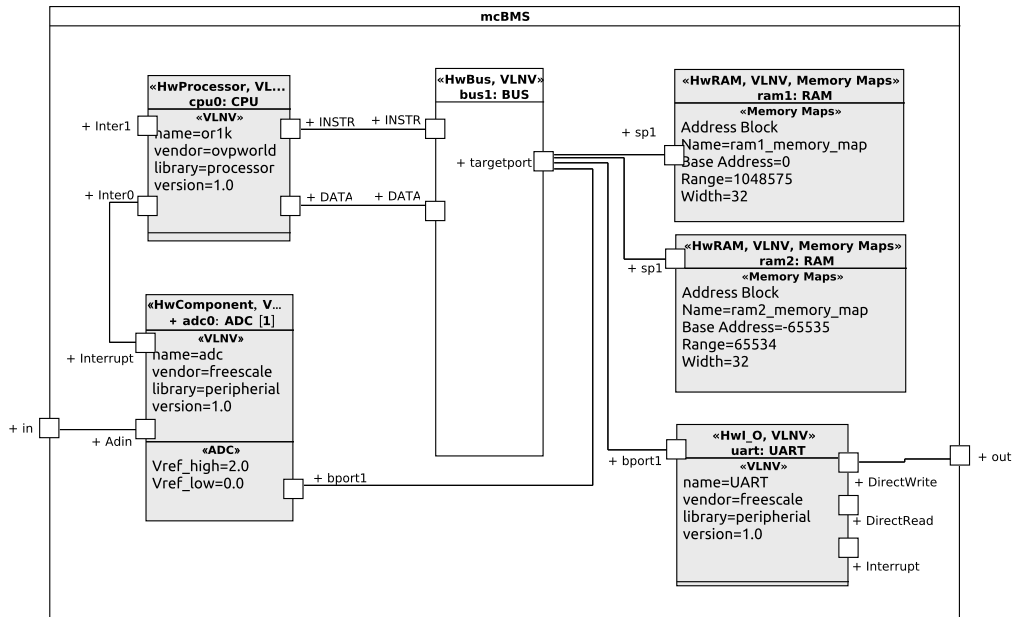 mcBMS
«HwProcessor, VL...
cpu0: CPU
«VLNV»
name=or1k
vendor=ovpworld
library=processor
version=1.0
+ Inter1
+ Inter0
+ INSTR
+ INSTR
+ DATA
+ DATA
«HwBus, VLNV»
bus1: BUS
+ targetport
«HwRAM, VLNV, Memory Maps»
ram1: RAM
«Memory Maps»
Address Block
Name=ram1_memory_map
Base Address=0
Range=1048575
Width=32
+ sp1
«HwRAM, VLNV, Memory Maps»
ram2: RAM
«Memory Maps»
Address Block
Name=ram2_memory_map
Base Address=-65535
Range=65534
Width=32
+ sp1
«HwComponent, V...
+ adc0: ADC [1]
«VLNV»
name=adc
vendor=freescale
library=peripherial
version=1.0
«ADC»
Vref_high=2.0
Vref_low=0.0
+ Interrupt
+ in
+ Adin
+ bport1
+ bport1
«HwI_O, VLNV»
uart: UART
«VLNV»
name=UART
vendor=freescale
library=peripherial
version=1.0
+ out
+ DirectWrite
+ DirectRead
+ Interrupt